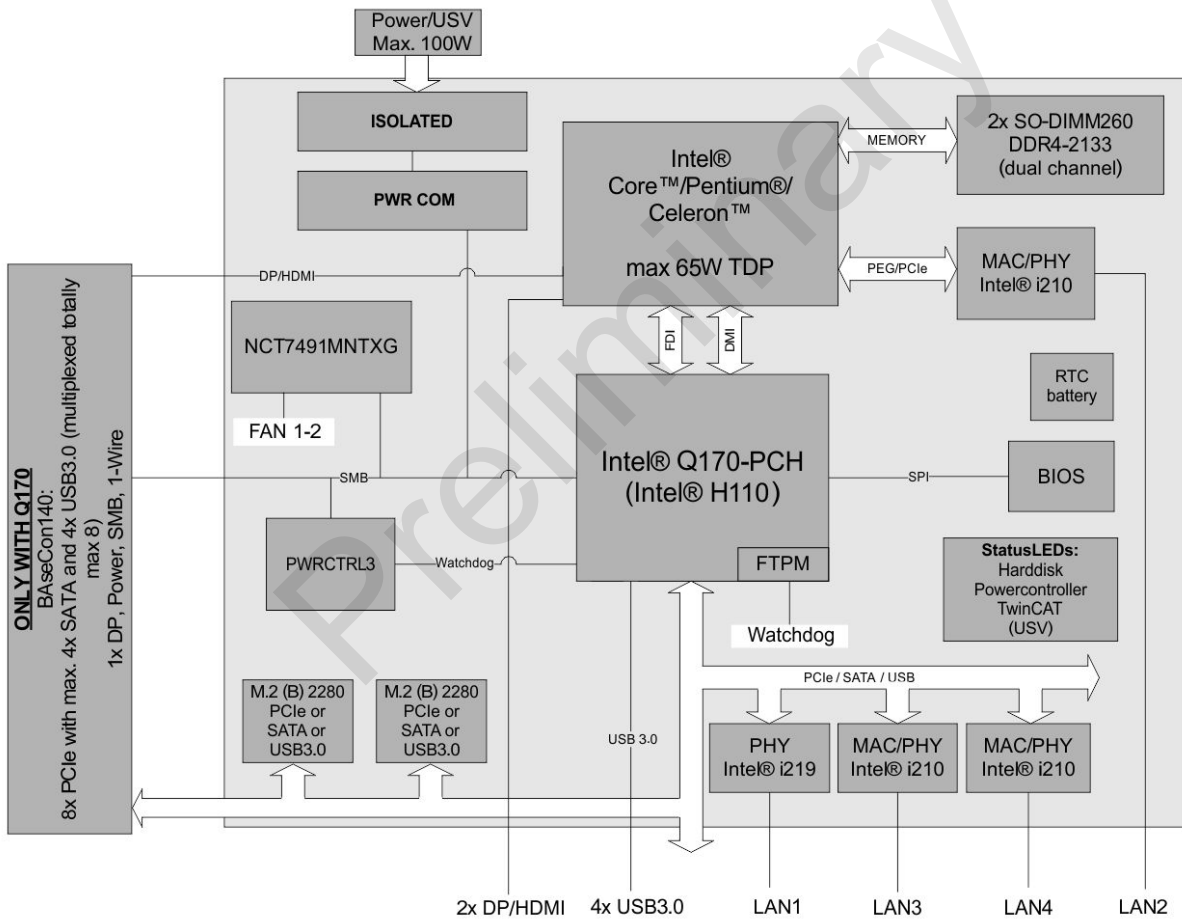 Power/USV
Max. 100W
ISOLATED
PWR COM
Intel®
Core™/Pentium®/
Celeron™
max 65W TDP
MEMORY
2x SO-DIMM260
DDR4-2133
(dual channel)
DP/HDMI
PEG/PCIe
MAC/PHY
Intel® i210
NCT7491MNTXG
FAN 1-2
FDI
DMI
RTC
battery
Intel® Q170-PCH
(Intel® H110)
SMB
SPI
BIOS
PWRCTRL3
Watchdog
FTPM
Watchdog
StatusLEDs:
Harddisk
Powercontroller
TwinCAT
(USV)
ONLY WITH Q170
BAseCon140:
8x PCIe with max. 4x SATA and 4x USB3.0 (multiplexed totally
max 8)
1x DP, Power, SMB, 1-Wire
PCIe / SATA / USB
M.2 (B) 2280
PCIe or
SATA or
USB3.0
M.2 (B) 2280
PCIe or
SATA or
USB3.0
USB 3.0
PHY
Intel® i219
MAC/PHY
Intel® i210
MAC/PHY
Intel® i210
2x DP/HDMI
4x USB3.0
LAN1
LAN3
LAN4
LAN2
Preliminary